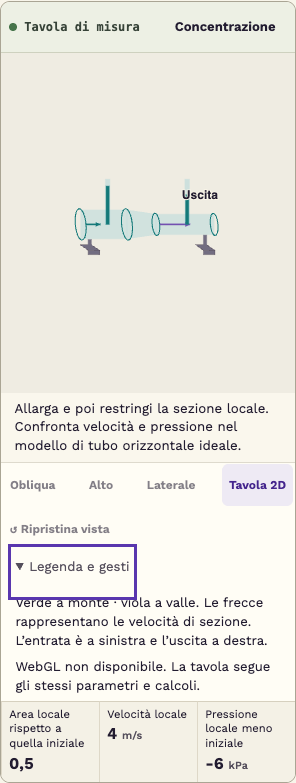 Tavola di misura
Concentrazione
Uscita
Allarga e poi restringi la sezione locale.
Confronta velocità e pressione nel
modello di tubo orizzontale ideale.
Obliqua
Alto
Laterale
Tavola 2D
↺ Ripristina vista
▼ Legenda e gesti
Verde a monte · viola a valle. Le frecce
rappresentano le velocità di sezione.
L’entrata è a sinistra e l’uscita a destra.
WebGL non disponibile. La tavola segue
gli stessi parametri e calcoli.
Area locale
rispetto a
quella iniziale
0,5
Velocità locale
4 m/s
Pressione
locale meno
iniziale
-6 kPa